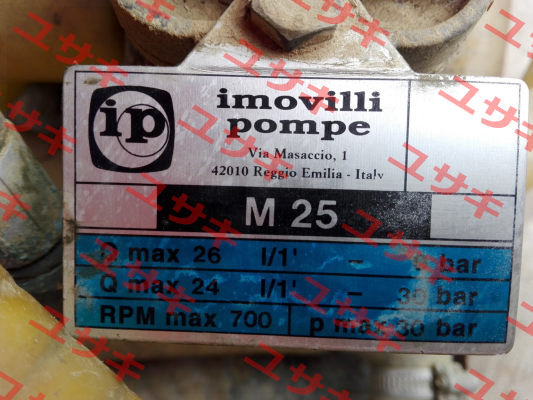 ip
imovilli
pompe
Via Masaccio, 1
42010 Reggio Emilia - Italy
M 25
Q max 26 l/1' – bar
Q max 24 l/1' – 30 bar
RPM max 700 p max 30 bar
ユサキ